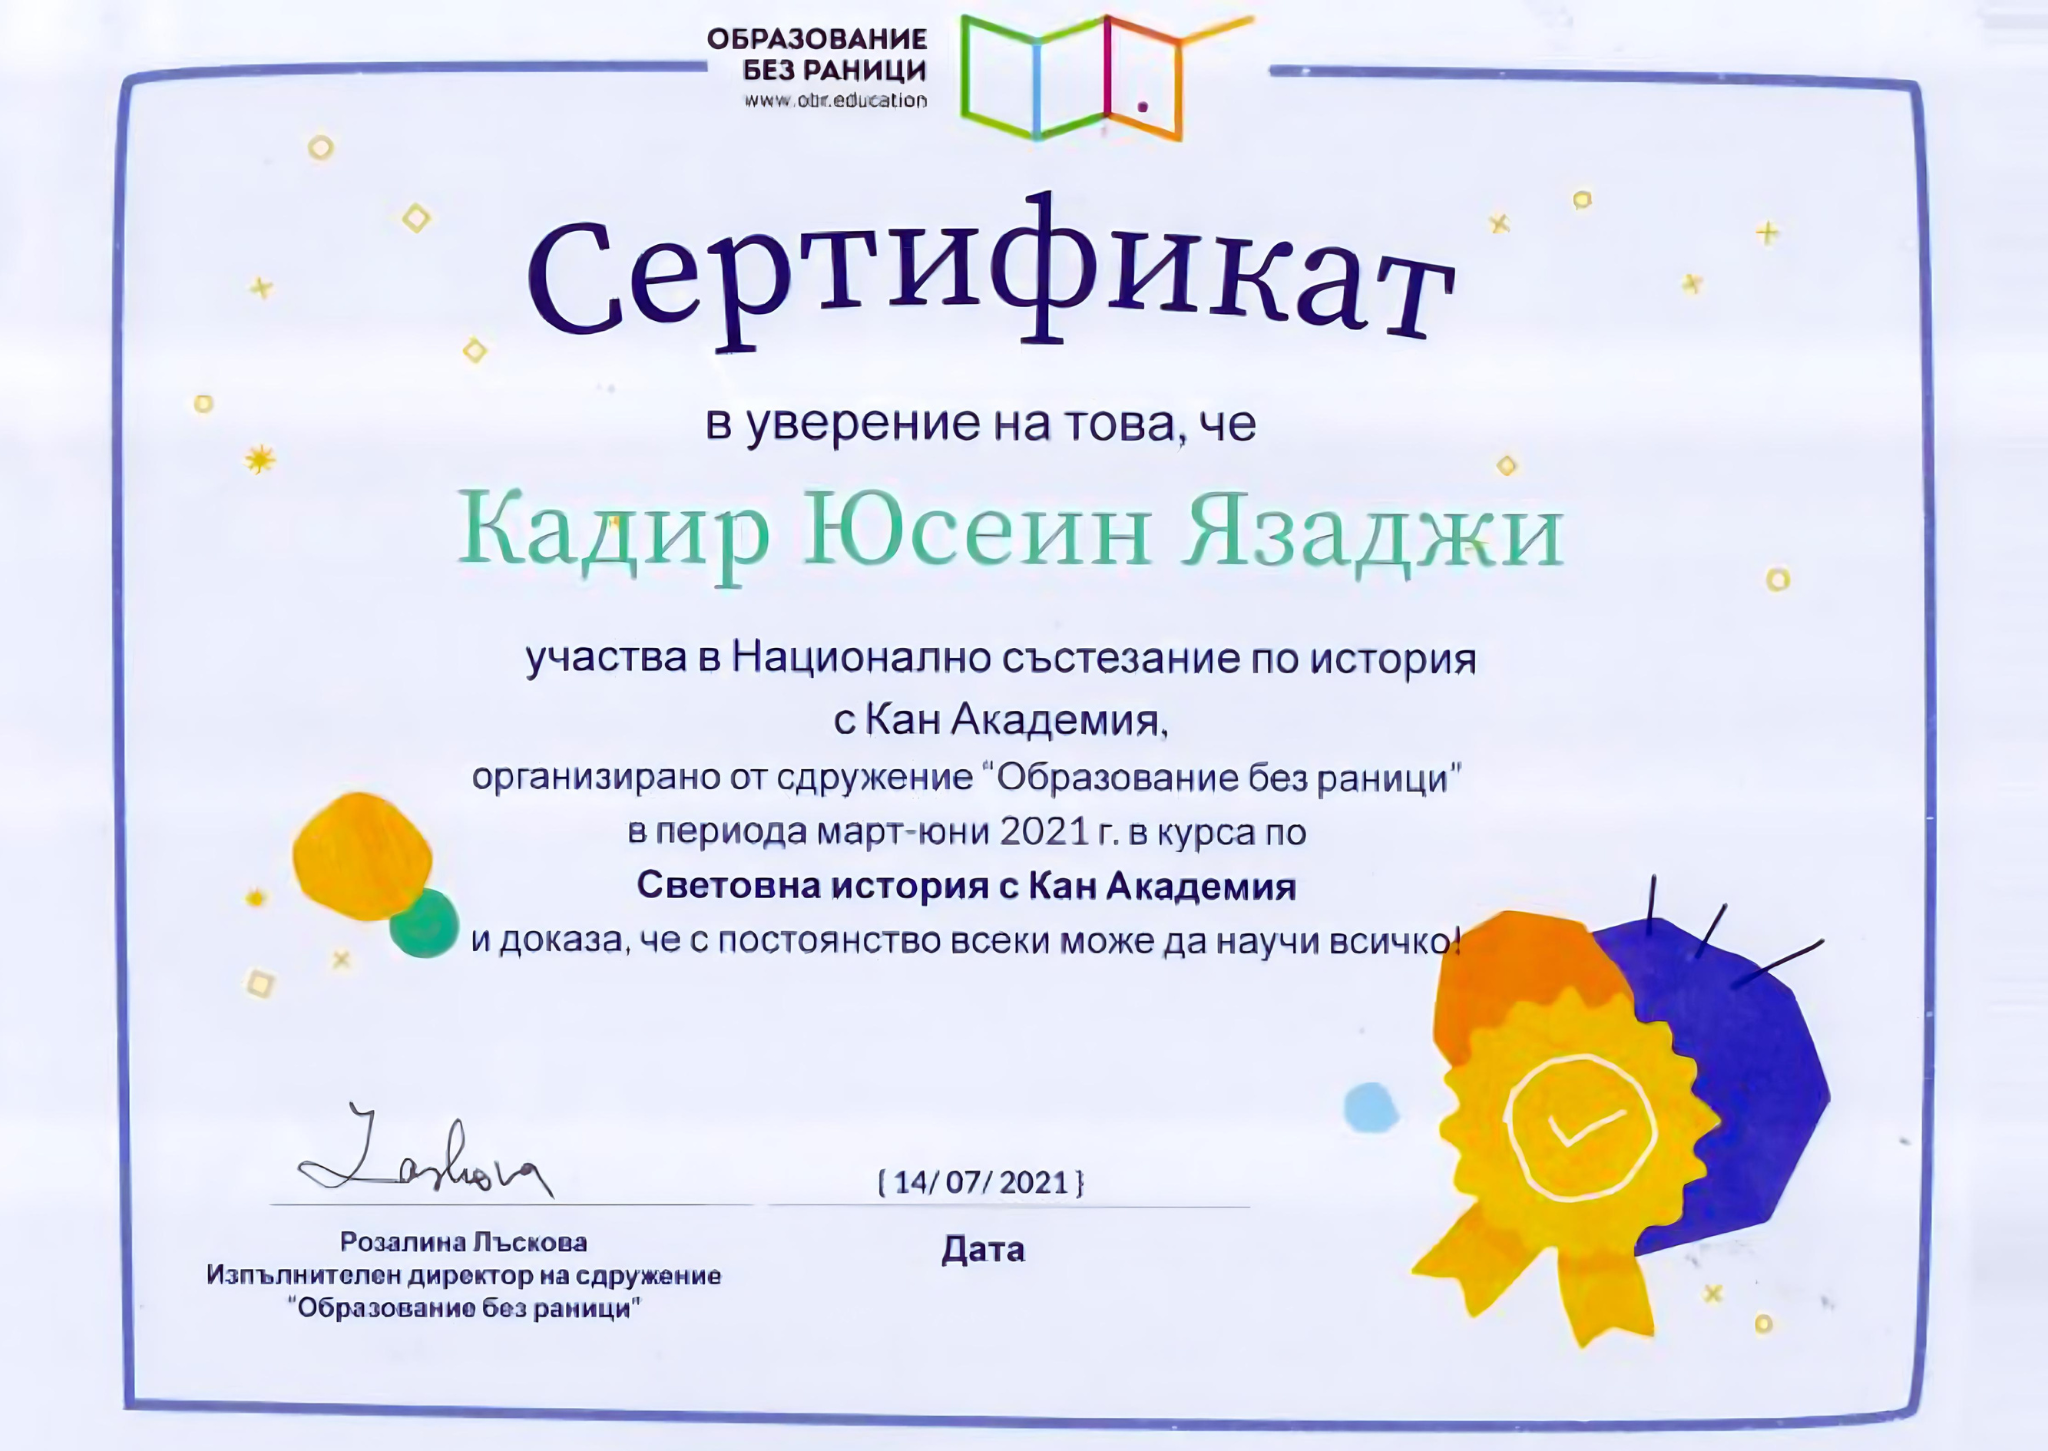 ОБРАЗОВАНИЕ
БЕЗ РАНИЦИ
www.obr.education
Сертификат
в уверение на това, че
Кадир Юсеин Язаджи
участва в Национално състезание по история
с Кан Академия,
организирано от сдружение "Образование без раници"
в периода март-юни 2021 г. в курса по
Световна история с Кан Академия
и доказа, че с постоянство всеки може да научи всичко!
{ 14/ 07/ 2021 }
Розалина Лъскова
Изпълнителен директор на сдружение
"Образование без раници"
Дата